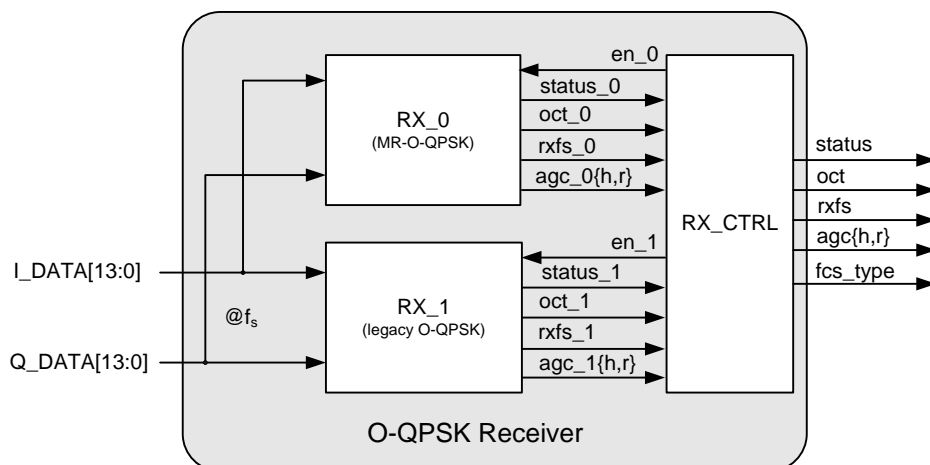 en_0
status_0
oct_0
rxfs_0
agc_0{h,r}
RX_0
(MR-O-QPSK)
RX_CTRL
status
oct
rxfs
agc{h,r}
fcs_type
I_DATA[13:0]
@fs
Q_DATA[13:0]
en_1
status_1
oct_1
rxfs_1
agc_1{h,r}
RX_1
(legacy O-QPSK)
O-QPSK Receiver